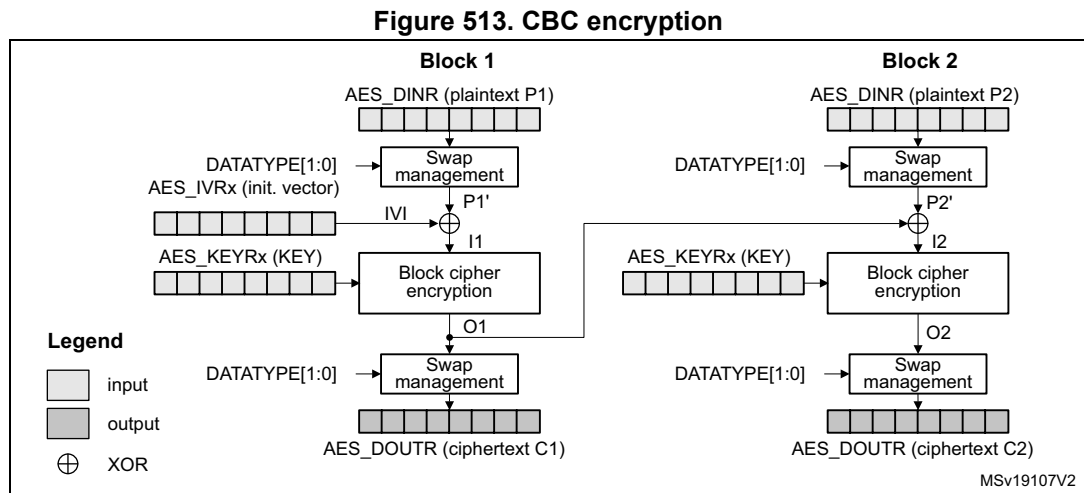 Figure 513. CBC encryption
Block 1
AES_DINR (plaintext P1)
DATATYPE[1:0]
Swap
management
AES_IVRx (init. vector)
P1'
IVI
I1
AES_KEYRx (KEY)
Block cipher
encryption
O1
DATATYPE[1:0]
Swap
management
AES_DOUTR (ciphertext C1)
Block 2
AES_DINR (plaintext P2)
DATATYPE[1:0]
Swap
management
P2'
I2
AES_KEYRx (KEY)
Block cipher
encryption
O2
DATATYPE[1:0]
Swap
management
AES_DOUTR (ciphertext C2)
Legend
input
output
XOR
MSv19107V2